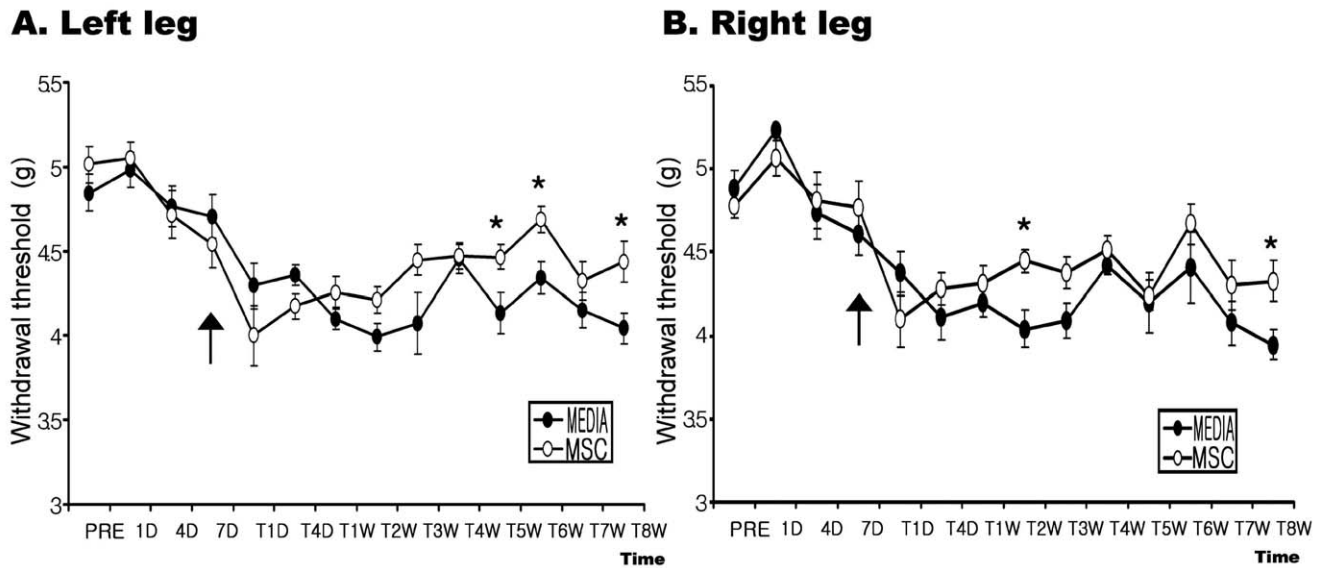 A. Left leg
Withdrawal threshold (g)
5.5
5
4.5
4
3.5
3
*
*
*
MEDIA
MSC
PRE 1D 4D 7D T1D T4D T1W T2W T3W T4W T5W T6W T7W T8W
Time
B. Right leg
Withdrawal threshold (g)
5.5
5
4.5
4
3.5
3
*
*
MEDIA
MSC
PRE 1D 4D 7D T1D T4D T1W T2W T3W T4W T5W T6W T7W T8W
Time